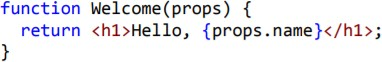 function Welcome(props) {
  return <h1>Hello, {props.name}</h1>;
}